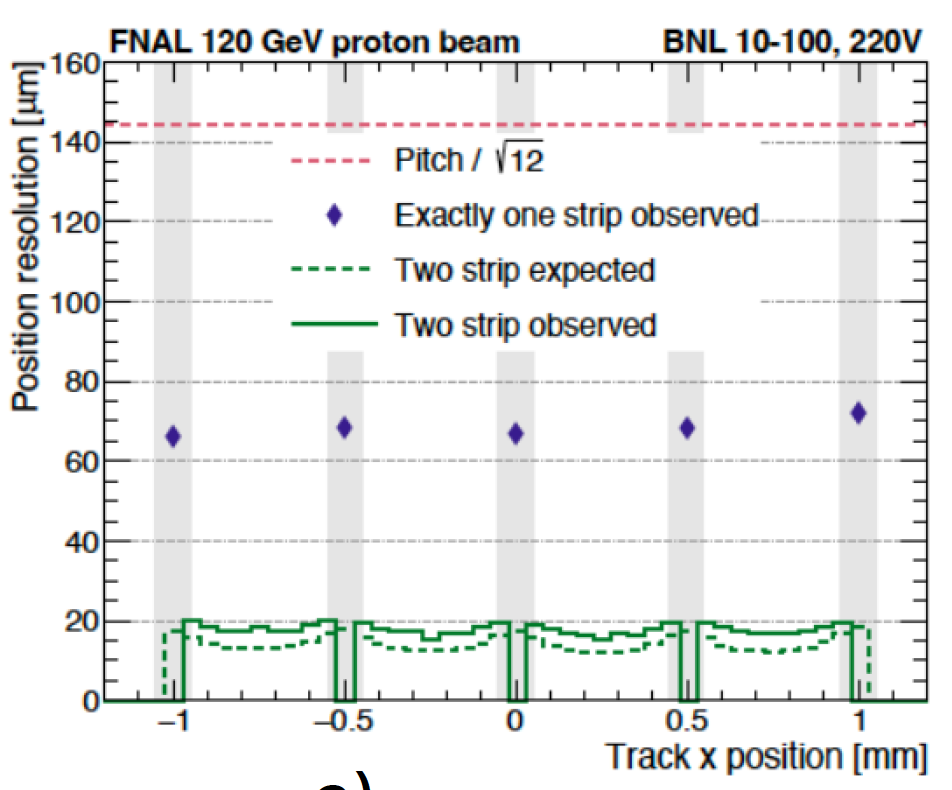 FNAL 120 GeV proton beam BNL 10-100, 220V
Position resolution [µm]
160
140
120
100
80
60
40
20
0
Pitch / √12
Exactly one strip observed
Two strip expected
Two strip observed
−1 −0.5 0 0.5 1
Track x position [mm]